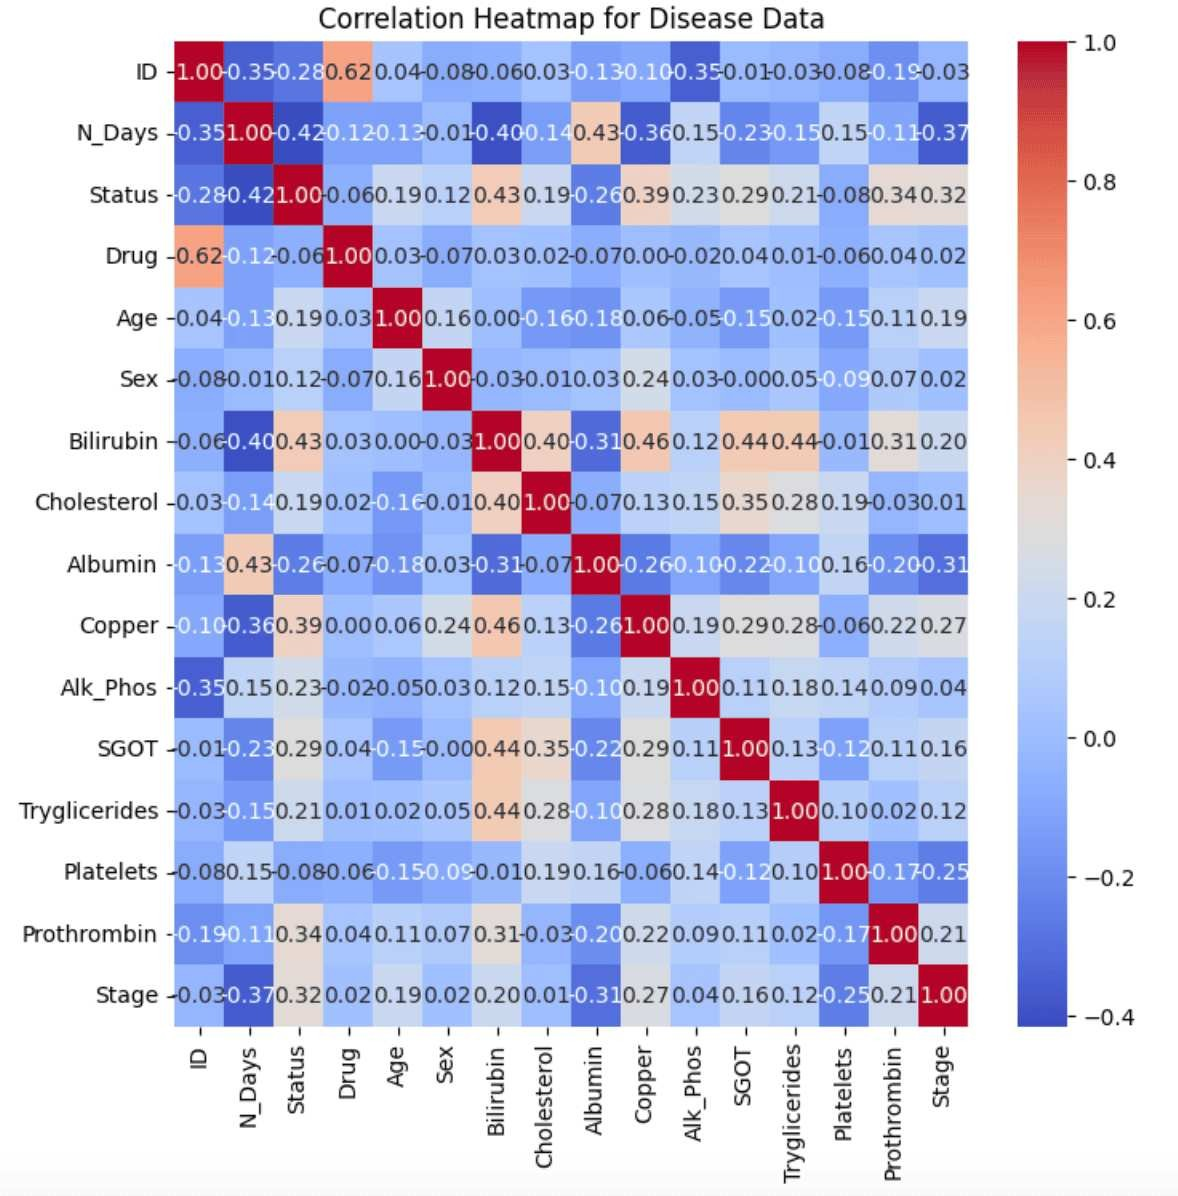 Correlation Heatmap for Disease Data
ID 1.00 -0.35 -0.28 0.62 0.04 -0.08 -0.06 0.03 -0.13 -0.10 -0.35 -0.01 -0.03 -0.08 -0.19 -0.03
N_Days -0.35 1.00 -0.42 -0.12 -0.13 -0.01 -0.40 -0.14 0.43 -0.36 0.15 -0.23 -0.15 0.15 -0.11 -0.37
Status -0.28 -0.42 1.00 -0.06 0.19 0.12 0.43 0.19 -0.26 0.39 0.23 0.29 0.21 -0.08 0.34 0.32
Drug 0.62 -0.12 -0.06 1.00 0.03 -0.07 0.03 0.02 -0.07 0.00 -0.02 0.04 0.01 -0.06 0.04 0.02
Age 0.04 -0.13 0.19 0.03 1.00 0.16 0.00 -0.16 -0.18 0.06 -0.05 -0.15 0.02 -0.15 0.11 0.19
Sex -0.08 -0.01 0.12 -0.07 0.16 1.00 -0.03 -0.01 0.03 0.24 0.03 -0.00 0.05 -0.09 0.07 0.02
Bilirubin -0.06 -0.40 0.43 0.03 0.00 -0.03 1.00 0.40 -0.31 0.46 0.12 0.44 0.44 -0.01 0.31 0.20
Cholesterol 0.03 -0.14 0.19 0.02 -0.16 -0.01 0.40 1.00 -0.07 0.13 0.15 0.35 0.28 0.19 -0.03 0.01
Albumin -0.13 0.43 -0.26 -0.07 -0.18 0.03 -0.31 -0.07 1.00 -0.26 -0.10 -0.22 -0.10 0.16 -0.20 -0.31
Copper -0.10 -0.36 0.39 0.00 0.06 0.24 0.46 0.13 -0.26 1.00 0.19 0.29 0.28 -0.06 0.22 0.27
Alk_Phos -0.35 0.15 0.23 -0.02 -0.05 0.03 0.12 0.15 -0.10 0.19 1.00 0.11 0.18 0.14 0.09 0.04
SGOT -0.01 -0.23 0.29 0.04 -0.15 -0.00 0.44 0.35 -0.22 0.29 0.11 1.00 0.13 -0.12 0.11 0.16
Tryglicerides -0.03 -0.15 0.21 0.01 0.02 0.05 0.44 0.28 -0.10 0.28 0.18 0.13 1.00 0.10 0.02 0.12
Platelets -0.08 0.15 -0.08 -0.06 -0.15 -0.09 -0.01 0.19 0.16 -0.06 0.14 -0.12 0.10 1.00 -0.17 -0.25
Prothrombin -0.19 -0.11 0.34 0.04 0.11 0.07 0.31 -0.03 -0.20 0.22 0.09 0.11 0.02 -0.17 1.00 0.21
Stage -0.03 -0.37 0.32 0.02 0.19 0.02 0.20 0.01 -0.31 0.27 0.04 0.16 0.12 -0.25 0.21 1.00
ID
N_Days
Status
Drug
Age
Sex
Bilirubin
Cholesterol
Albumin
Copper
Alk_Phos
SGOT
Tryglicerides
Platelets
Prothrombin
Stage
1.0
0.8
0.6
0.4
0.2
0.0
−0.2
−0.4